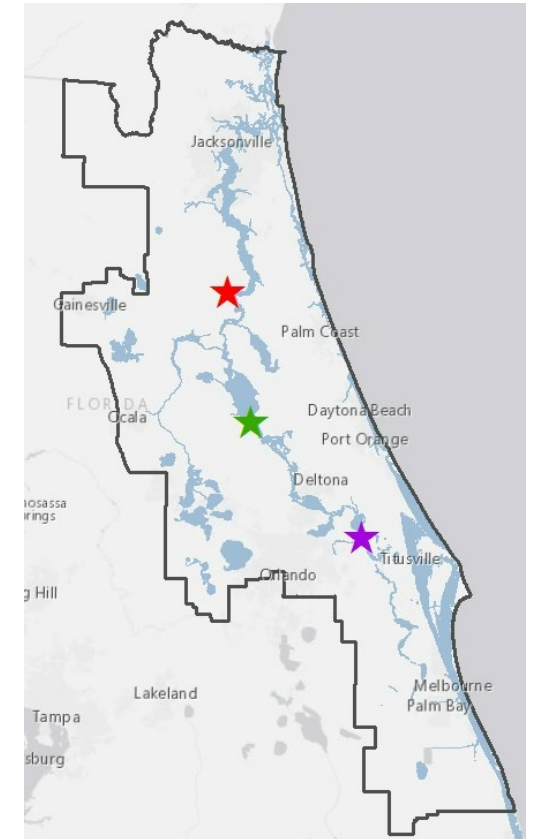 Jacksonville
Gainesville
Palm Coast
FLORIDA
Ocala
Daytona Beach
Port Orange
Deltona
nosassa
prings
Titusville
Orlando
g Hill
Lakeland
Melbourne
Palm Bay
Tampa
sburg